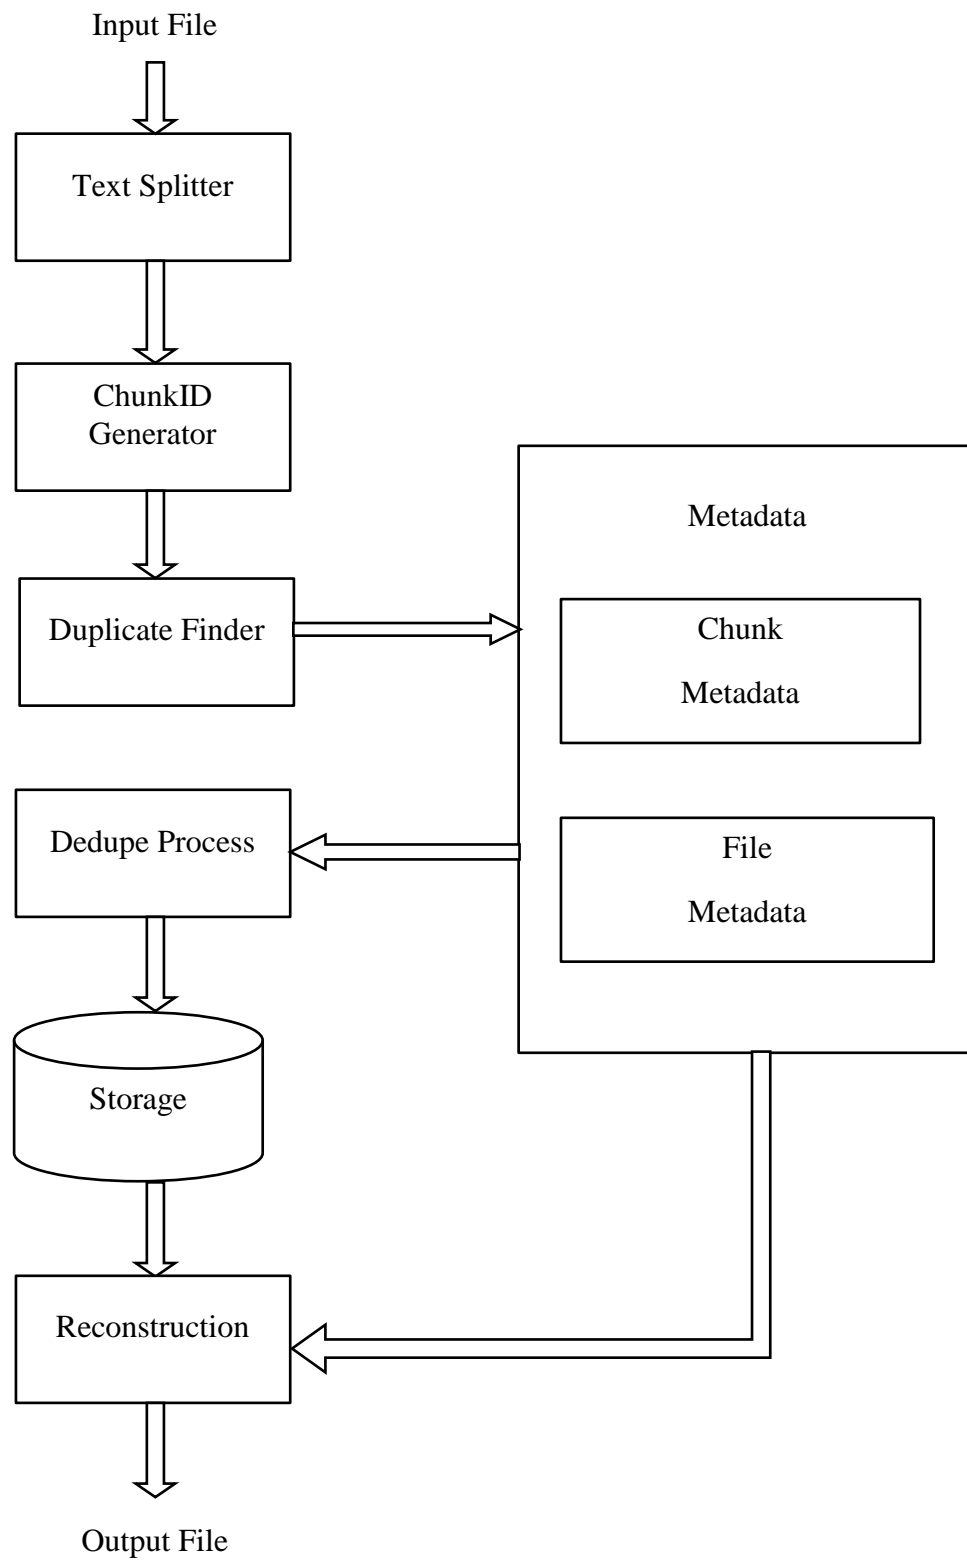 Input File
Text Splitter
ChunkID
Generator
Metadata
Duplicate Finder
Chunk
Metadata
Dedupe Process
File
Metadata
Storage
Reconstruction
Output File